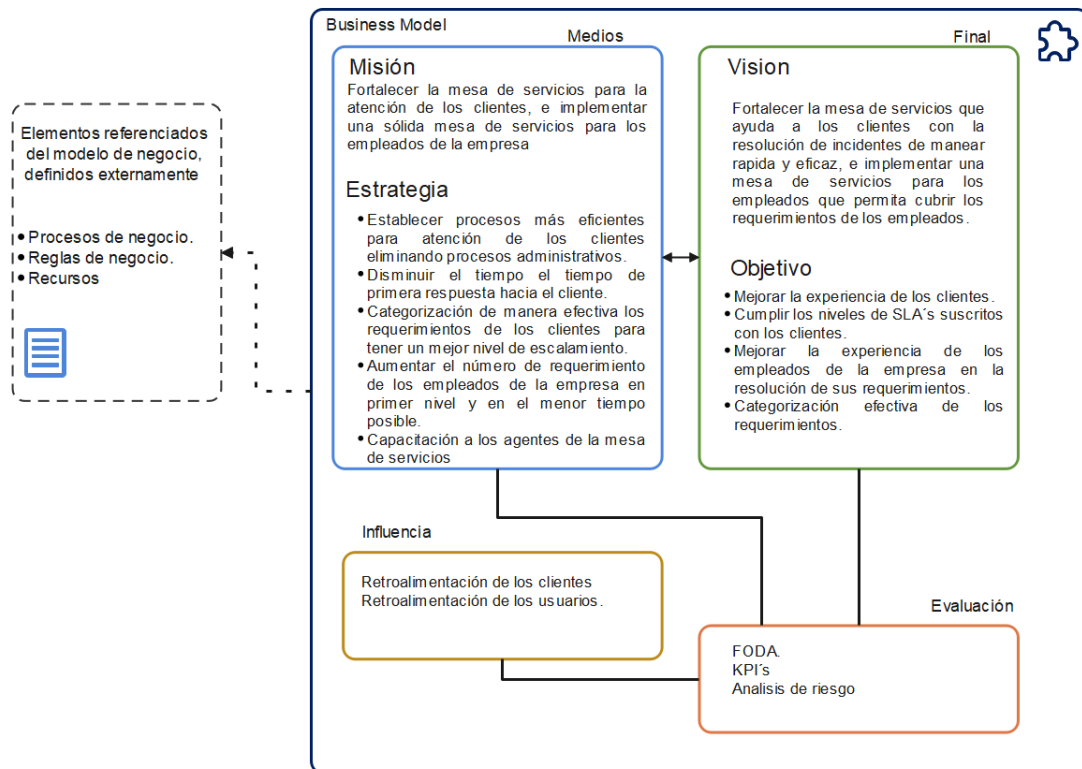 Business Model
Medios
Final
Elementos referenciados
del modelo de negocio,
definidos externamente
• Procesos de negocio.
• Reglas de negocio.
• Recursos
Misión
Fortalecer la mesa de servicios para la
atención de los clientes, e implementar
una sólida mesa de servicios para los
empleados de la empresa
Estrategia
• Establecer procesos más eficientes
para atención de los clientes
eliminando procesos administrativos.
• Disminuir el tiempo el tiempo de
primera respuesta hacia el cliente.
• Categorización de manera efectiva los
requerimientos de los clientes para
tener un mejor nivel de escalamiento.
• Aumentar el número de requerimiento
de los empleados de la empresa en
primer nivel y en el menor tiempo
posible.
• Capacitación a los agentes de la mesa
de servicios
Vision
Fortalecer la mesa de servicios que
ayuda a los clientes con la
resolución de incidentes de manear
rapida y eficaz, e implementar una
mesa de servicios para los
empleados que permita cubrir los
requerimientos de los empleados.
Objetivo
• Mejorar la experiencia de los clientes.
• Cumplir los niveles de SLA´s suscritos
con los clientes.
• Mejorar la experiencia de los
empleados de la empresa en la
resolución de sus requerimientos.
• Categorización efectiva de los
requerimientos.
Influencia
Retroalimentación de los clientes
Retroalimentación de los usuarios.
Evaluación
FODA.
KPI´s
Analisis de riesgo